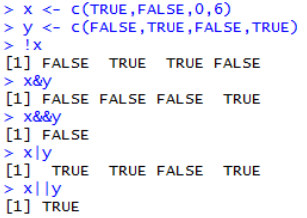 > x <- c(TRUE,FALSE,0,6)
> y <- c(FALSE,TRUE,FALSE,TRUE)
> !x
[1] FALSE  TRUE  TRUE FALSE
> x&y
[1] FALSE FALSE FALSE  TRUE
> x&&y
[1] FALSE
> x|y
[1]  TRUE  TRUE FALSE  TRUE
> x||y
[1] TRUE